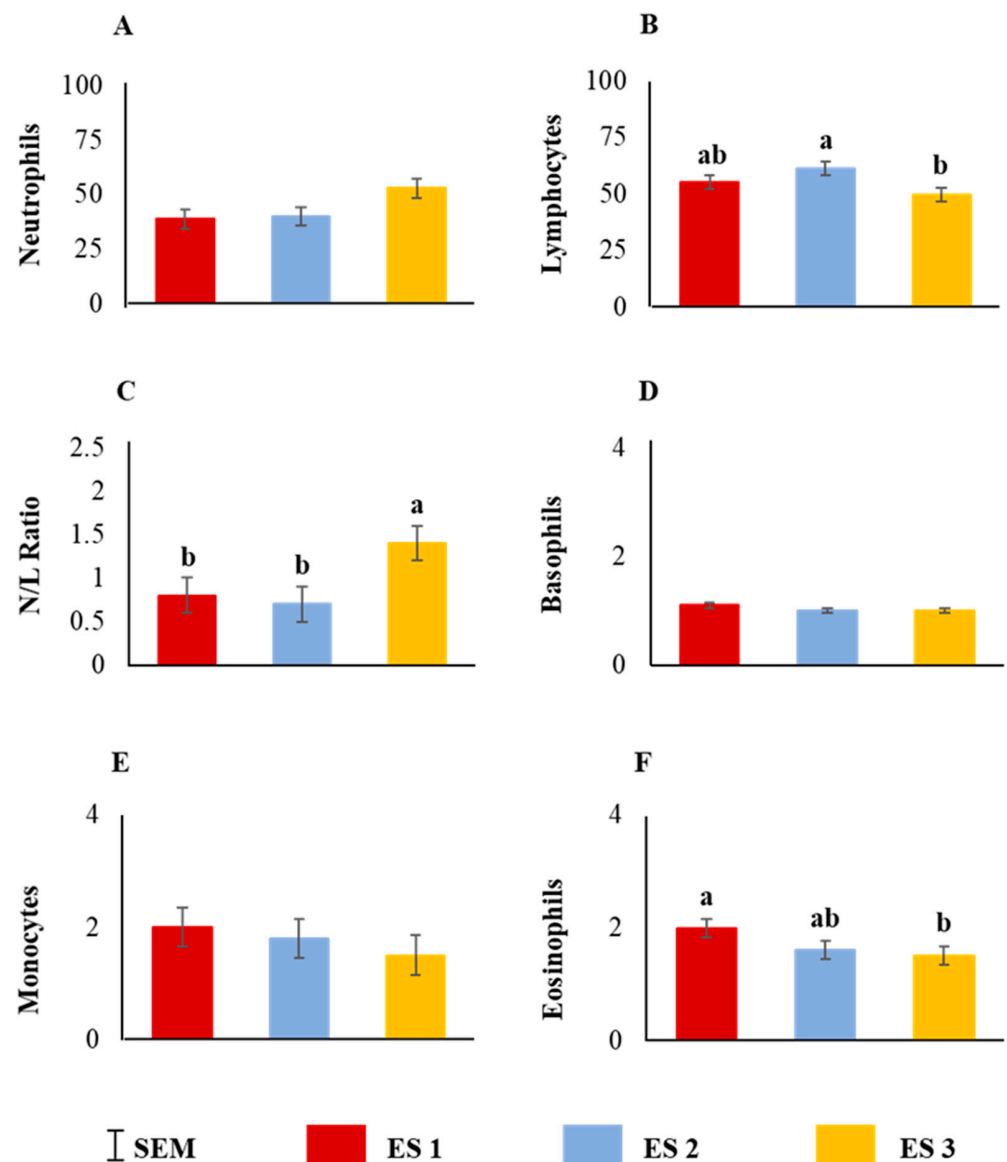 A
Neutrophils
100
75
50
25
0
B
Lymphocytes
100
75
50
25
0
ab
a
b
C
N/L Ratio
2.5
2
1.5
1
0.5
0
b
b
a
D
Basophils
4
2
0
E
Monocytes
4
2
0
F
Eosinophils
4
2
0
a
ab
b
SEM
ES 1
ES 2
ES 3